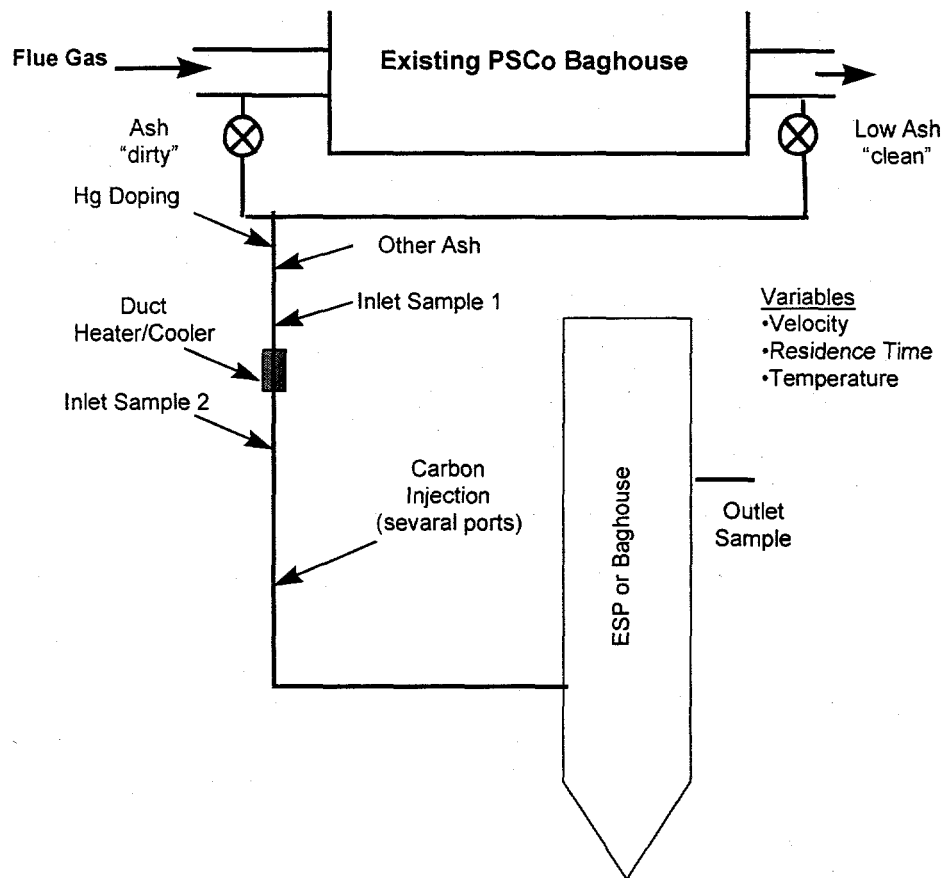 Flue Gas
Existing PSCo Baghouse
Ash
"dirty"
Low Ash
"clean"
Hg Doping
Other Ash
Inlet Sample 1
Duct
Heater/Cooler
Inlet Sample 2
Variables
•Velocity
•Residence Time
•Temperature
Carbon
Injection
(sevaral ports)
ESP or Baghouse
Outlet
Sample